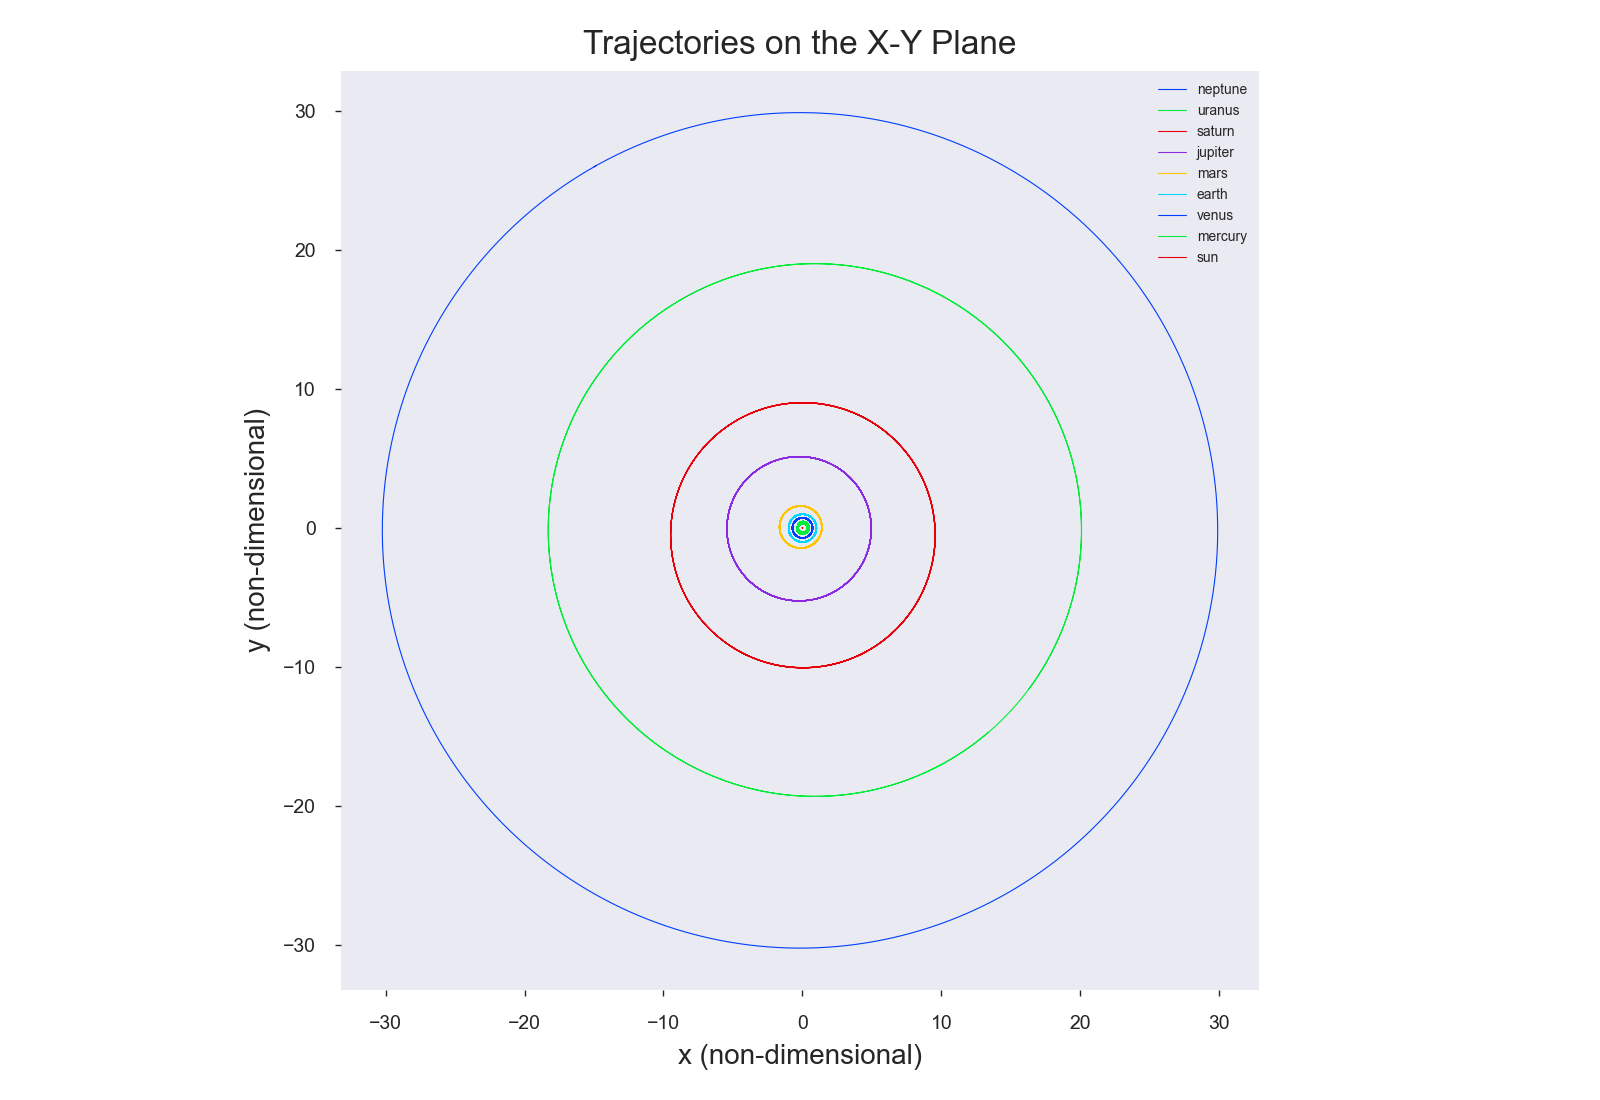 Trajectories on the X-Y Plane
neptune
uranus
saturn
jupiter
mars
earth
venus
mercury
sun
30
20
10
0
−10
−20
−30
y (non-dimensional)
−30 −20 −10 0 10 20 30
x (non-dimensional)